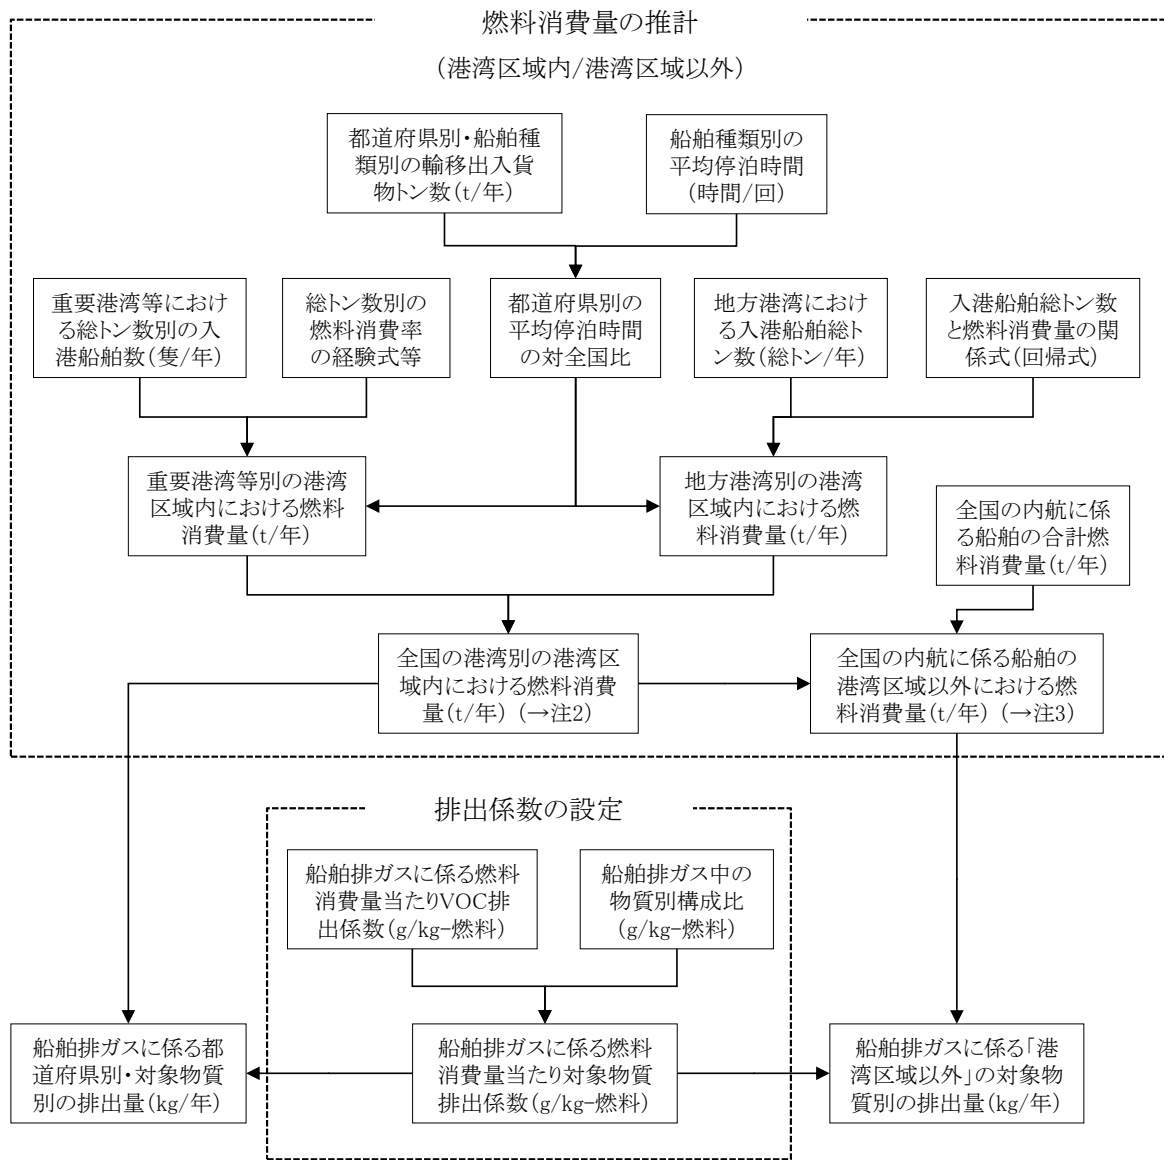 燃料消費量の推計
（港湾区域内/港湾区域以外）
都道府県別・船舶種
類別の輸移出入貨
物トン数(t/年)
船舶種類別の
平均停泊時間
(時間/回)
重要港湾等におけ
る総トン数別の入
港船舶数(隻/年)
総トン数別の
燃料消費率
の経験式等
都道府県別の
平均停泊時間
の対全国比
地方港湾におけ
る入港船舶総ト
ン数(総トン/年)
入港船舶総トン数
と燃料消費量の関
係式(回帰式)
重要港湾等別の港湾
区域内における燃料
消費量(t/年)
地方港湾別の港湾
区域内における燃
料消費量(t/年)
全国の内航に係
る船舶の合計燃
料消費量(t/年)
全国の港湾別の港湾区
域内における燃料消費
量(t/年) (→注2)
全国の内航に係る船舶の
港湾区域以外における燃
料消費量(t/年) (→注3)
排出係数の設定
船舶排ガスに係る燃料
消費量当たりVOC排
出係数(g/kg-燃料)
船舶排ガス中の
物質別構成比
(g/kg-燃料)
船舶排ガスに係る都
道府県別・対象物質
別の排出量(kg/年)
船舶排ガスに係る燃料
消費量当たり対象物質
排出係数(g/kg-燃料)
船舶排ガスに係る「港
湾区域以外」の対象物
質別の排出量(kg/年)